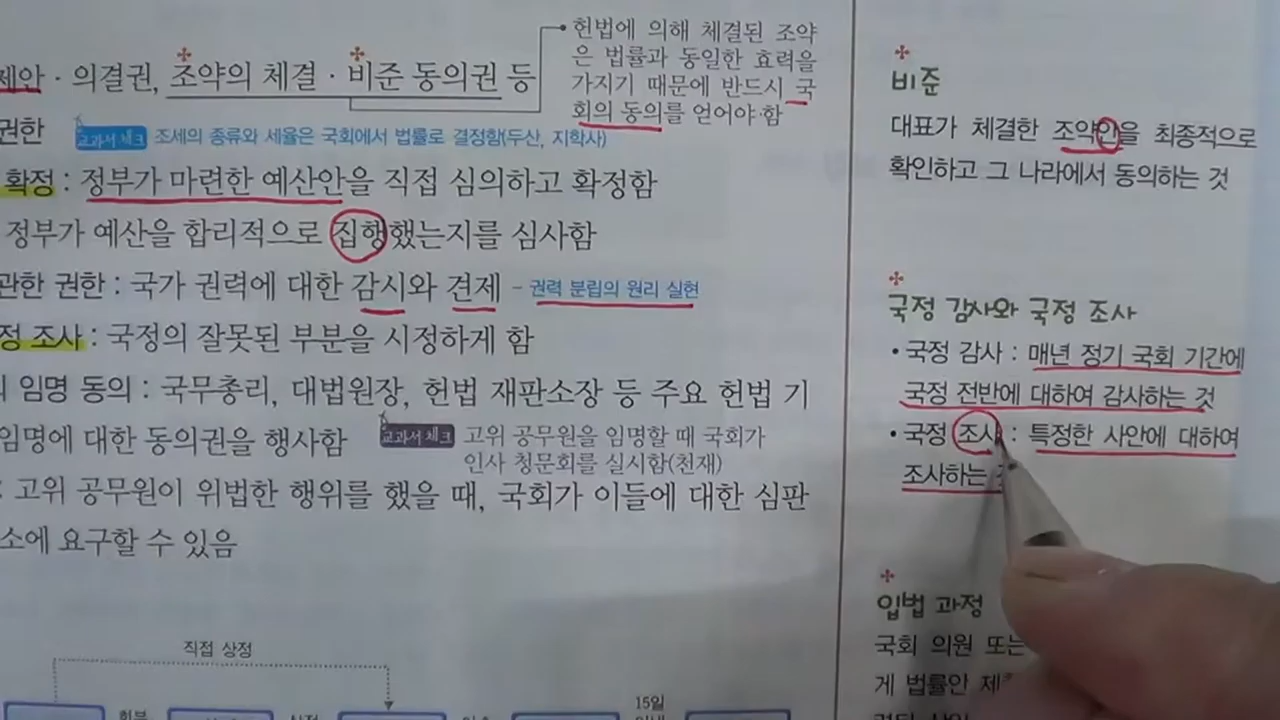 헌법에 의해 체결된 조약
은 법률과 동일한 효력을
가지기 때문에 반드시 국
회의 동의를 얻어야 함
제안 · 의결권, 조약의 체결 · 비준 동의권 등
권한 교과서 체크 조세의 종류와 세율은 국회에서 법률로 결정함(두산, 지학사)
확정 : 정부가 마련한 예산안을 직접 심의하고 확정함
정부가 예산을 합리적으로 집행했는지를 심사함
관한 권한 : 국가 권력에 대한 감시와 견제 - 권력 분립의 원리 실현
정 조사 : 국정의 잘못된 부분을 시정하게 함
임명 동의 : 국무총리, 대법원장, 헌법 재판소장 등 주요 헌법 기
임명에 대한 동의권을 행사함 교과서 체크 고위 공무원을 임명할 때 국회가
인사 청문회를 실시함(천재)
: 고위 공무원이 위법한 행위를 했을 때, 국회가 이들에 대한 심판
소에 요구할 수 있음
직접 상정
15일
비준
대표가 체결한 조약안을 최종적으로
확인하고 그 나라에서 동의하는 것
국정 감사와 국정 조사
• 국정 감사 : 매년 정기 국회 기간에
국정 전반에 대하여 감사하는 것
• 국정 조사 : 특정한 사안에 대하여
조사하는
입법 과정
국회 의원 또는
게 법률안